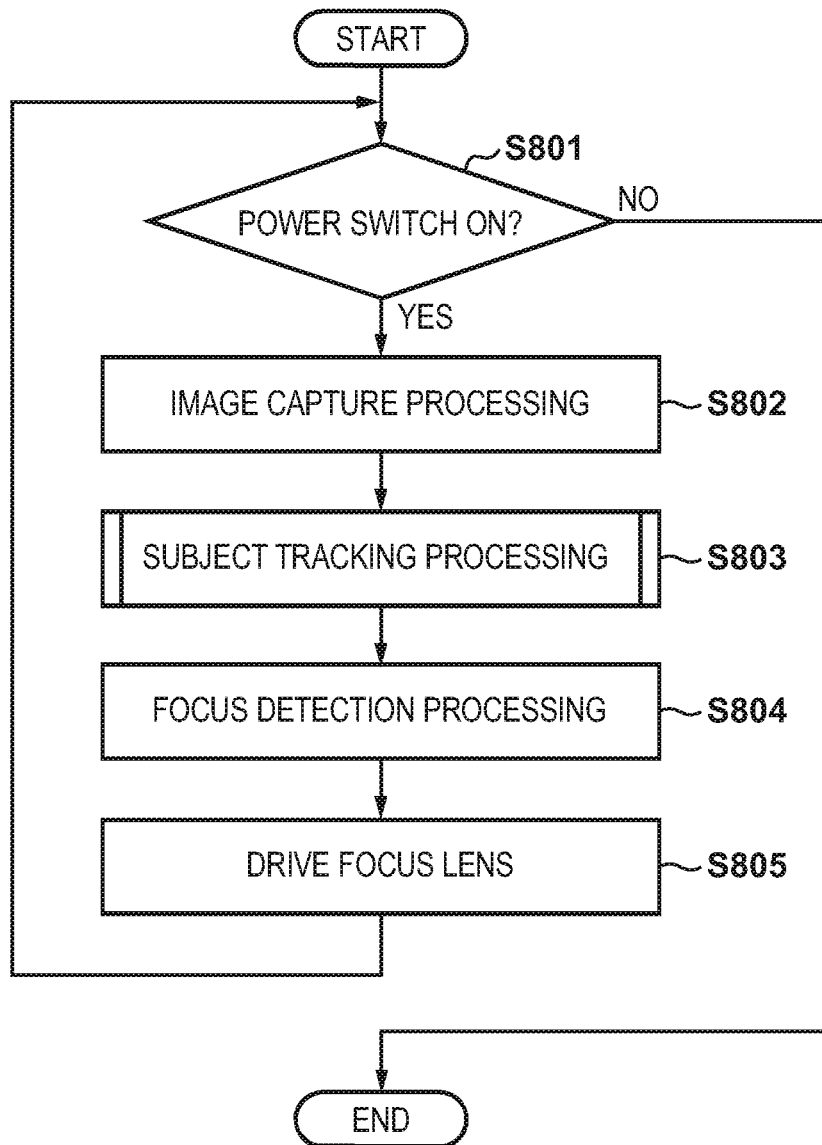 START
S801
POWER SWITCH ON?
NO
YES
IMAGE CAPTURE PROCESSING
S802
SUBJECT TRACKING PROCESSING
S803
FOCUS DETECTION PROCESSING
S804
DRIVE FOCUS LENS
S805
END